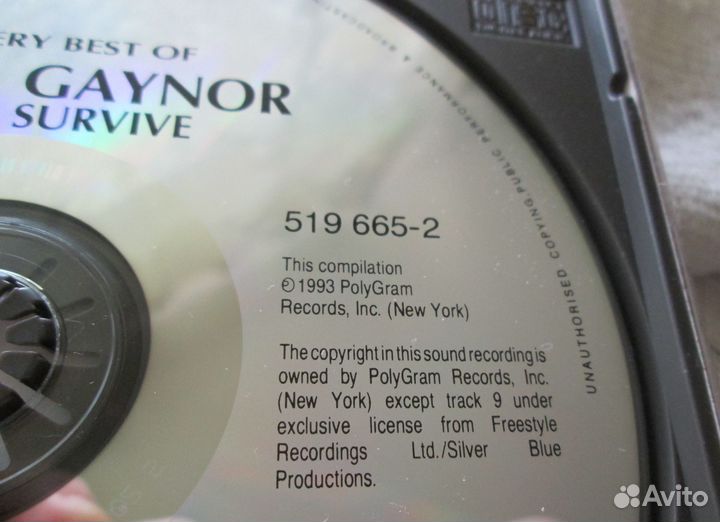 ERY BEST OF
GAYNOR
SURVIVE
519 665-2
This compilation
℗1993 PolyGram
Records, Inc. (New York)
The copyright in this sound recording is
owned by PolyGram Records, Inc.
(New York) except track 9 under
exclusive license from Freestyle
Recordings Ltd./Silver Blue
Productions.
UNAUTHORISED COPYING, PUBLIC PERFORMANCE & BROADCASTING
DISC
Avito